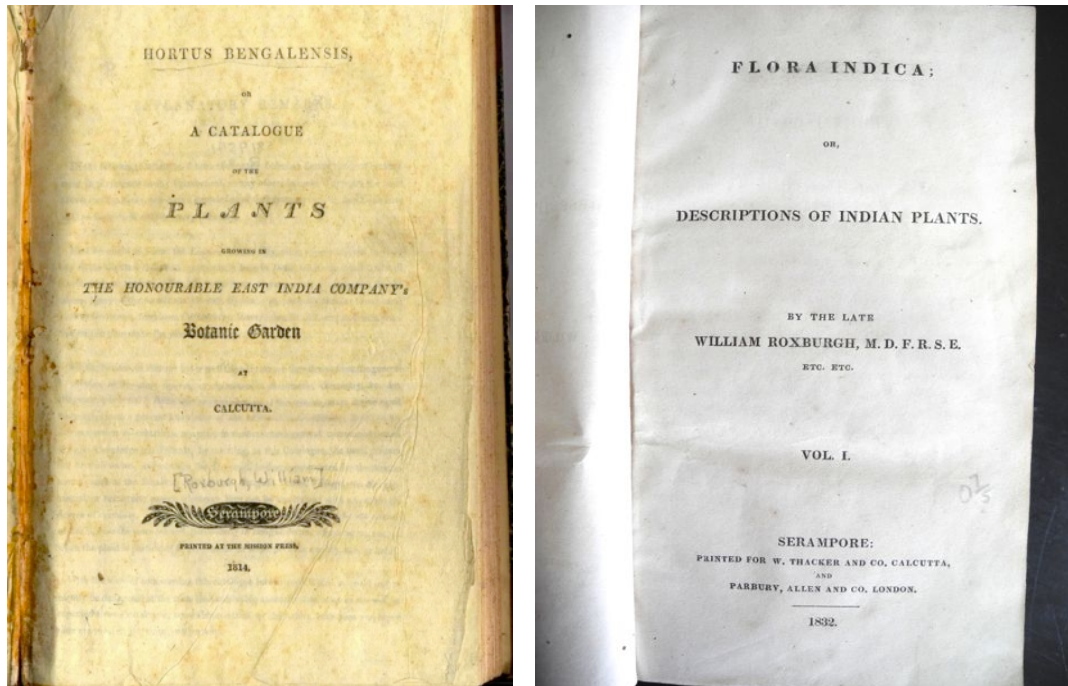 HORTUS BENGALENSIS,
OR
A CATALOGUE
OF THE
PLANTS
GROWING IN
THE HONOURABLE EAST INDIA COMPANY's
Botanic Garden
AT
CALCUTTA.
[Roxburgh, William]
Serampore
PRINTED AT THE MISSION PRESS,
1814.
FLORA INDICA;
OR,
DESCRIPTIONS OF INDIAN PLANTS.
BY THE LATE
WILLIAM ROXBURGH, M. D. F. R. S. E.
ETC. ETC.
VOL. I.
SERAMPORE:
PRINTED FOR W. THACKER AND CO. CALCUTTA,
AND
PARBURY, ALLEN AND CO. LONDON.
1832.